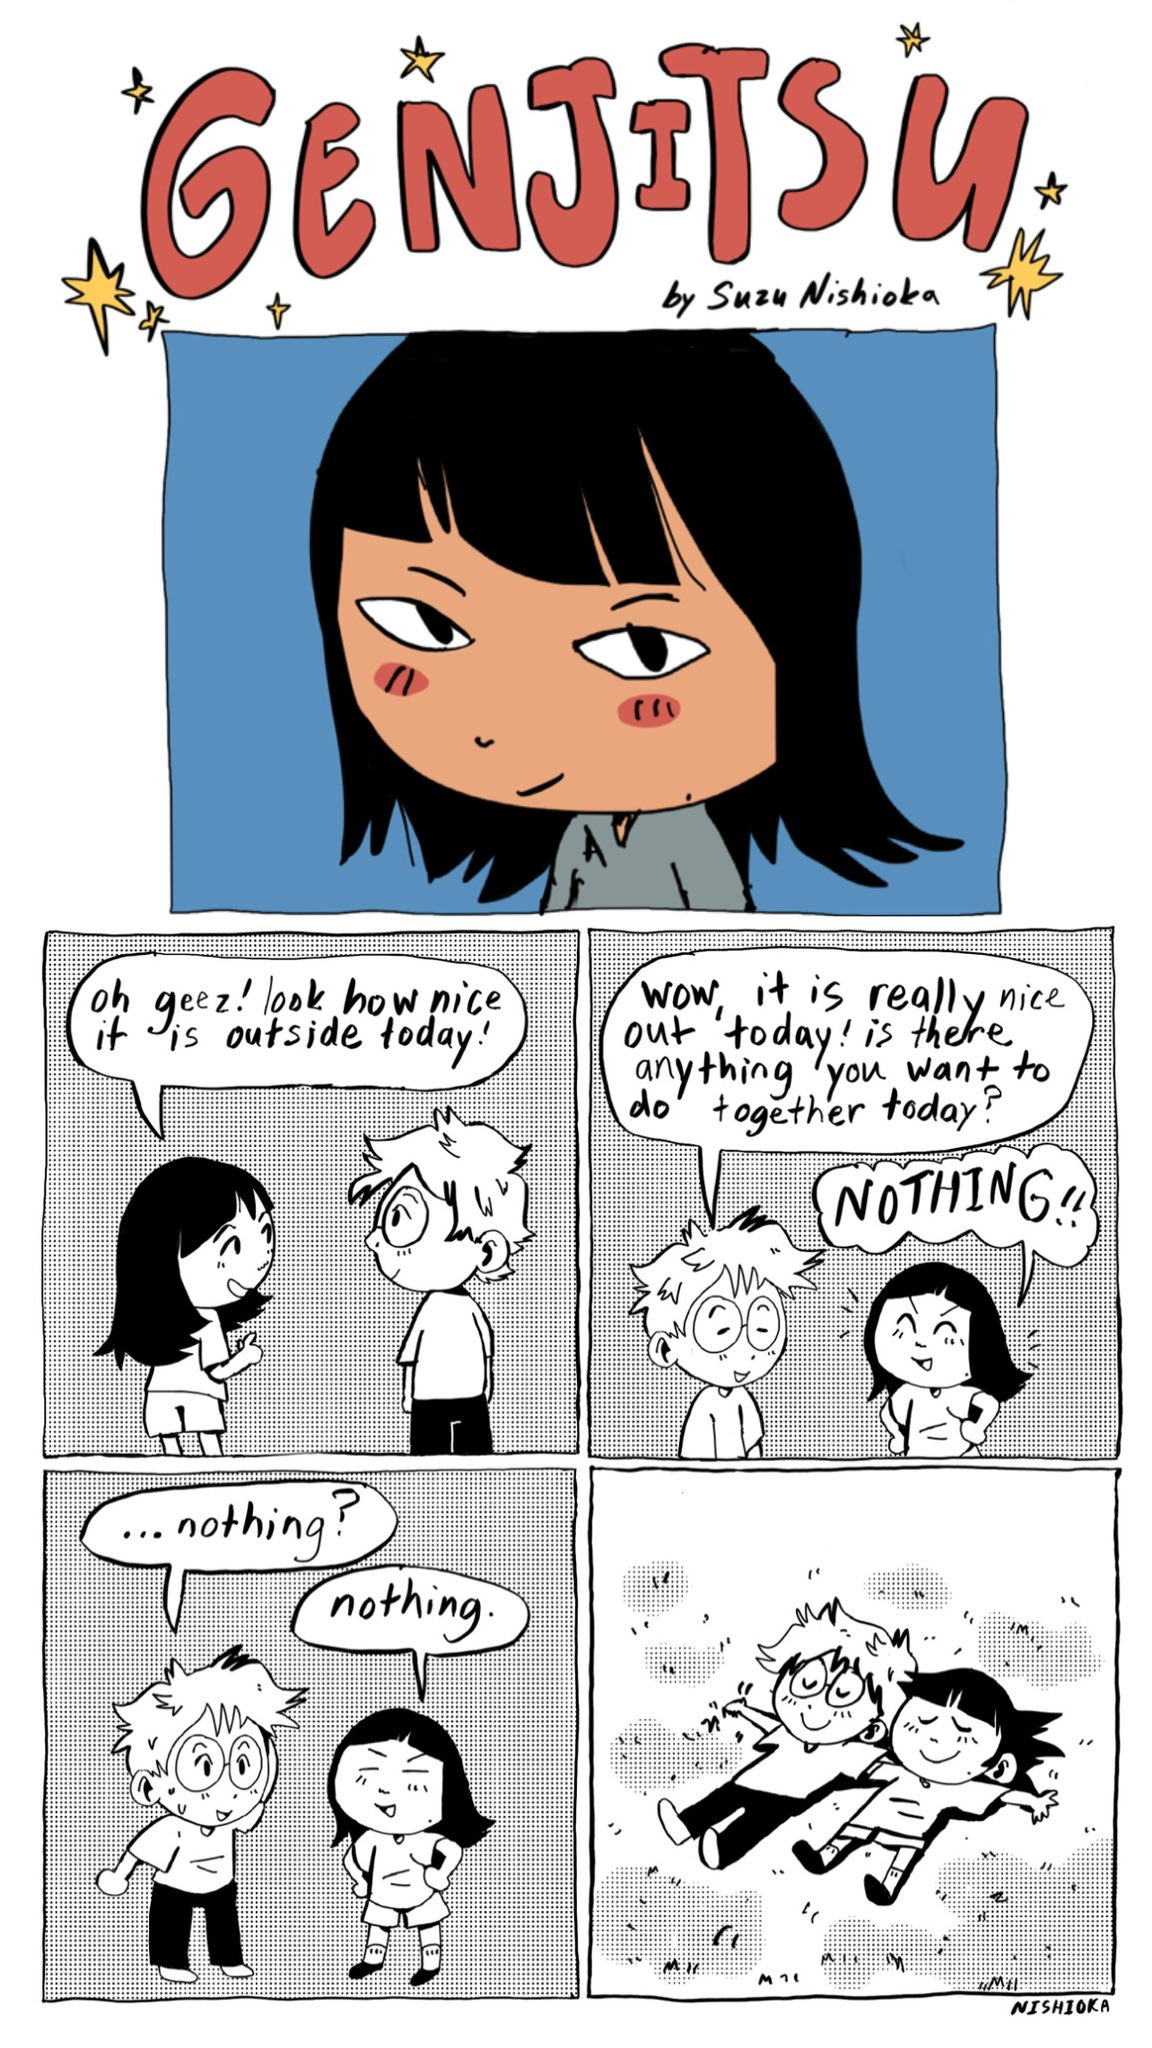 GENJITSU
by Suzu Nishioka
oh geez! look how nice
it is outside today!
wow, it is really nice
out today! is there
anything you want to
do together today?
NOTHING!!
...nothing?
nothing.
NISHIOKA